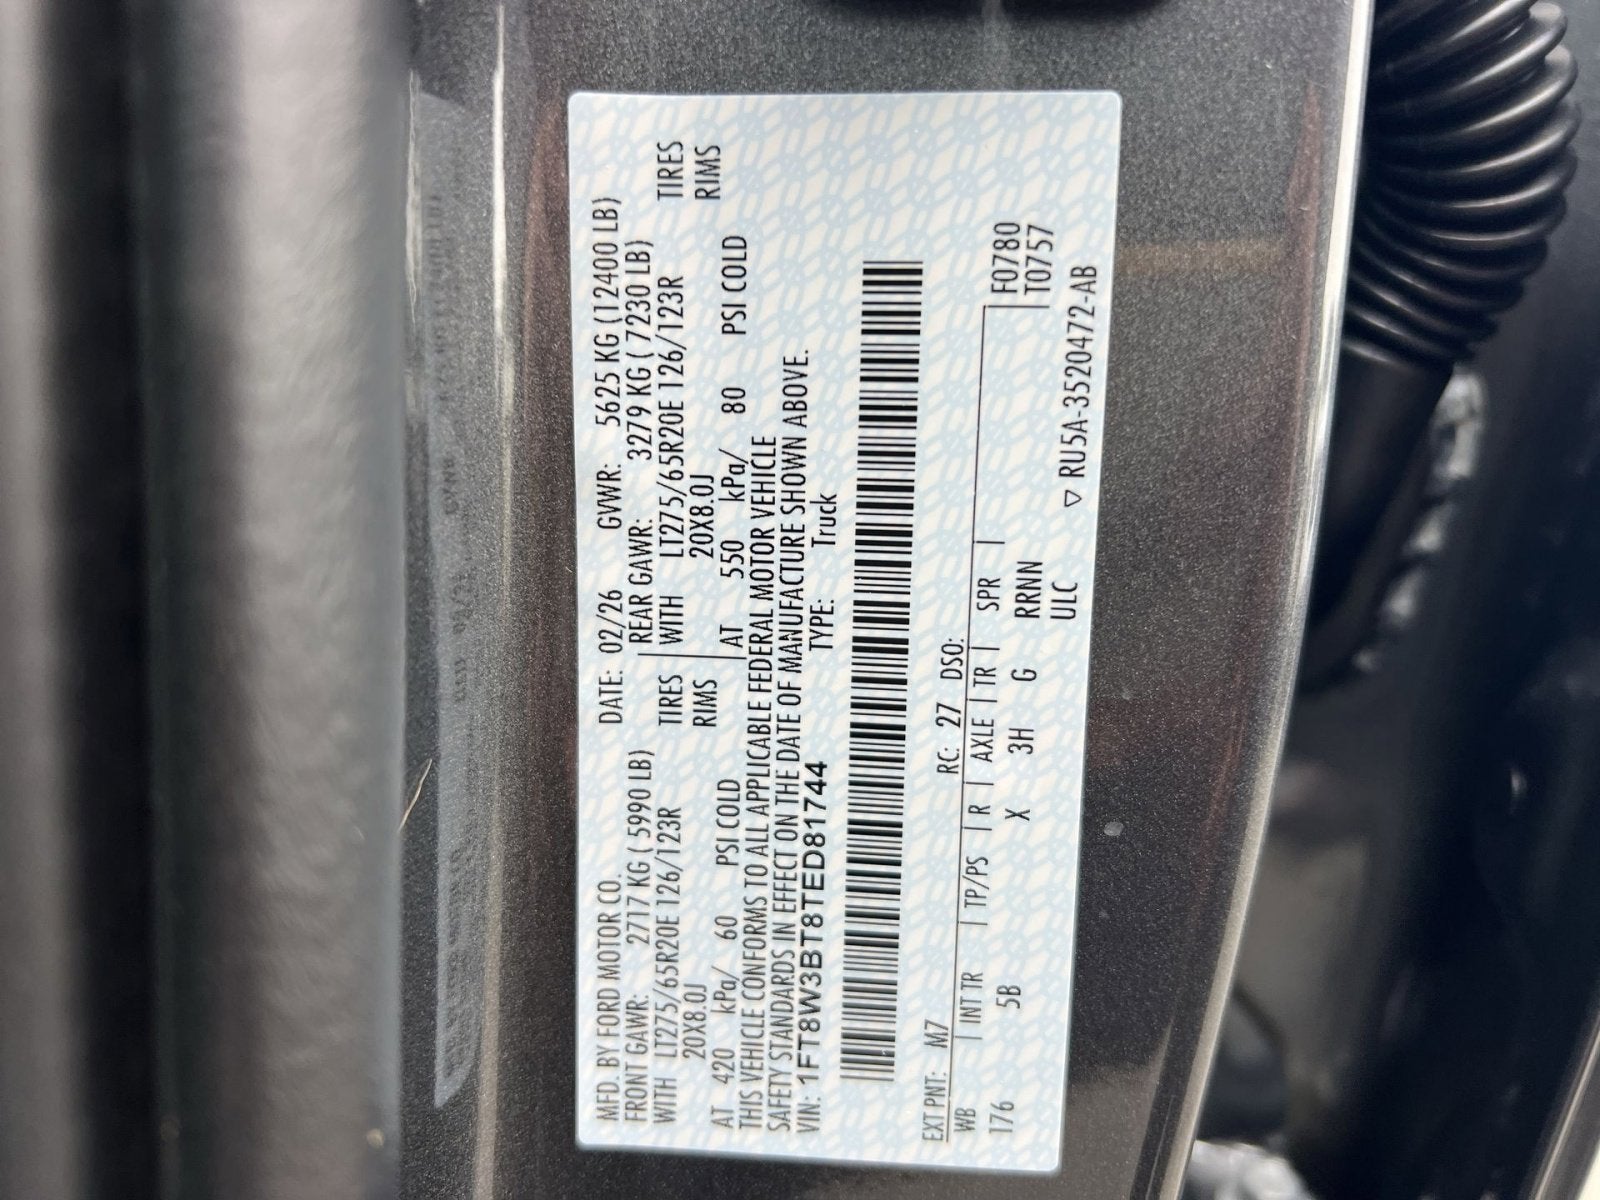 MFD. BY FORD MOTOR CO. DATE: 02/26 GVWR: 5625 KG (12400 LB)
FRONT GAWR: 2717 KG ( 5990 LB) REAR GAWR: 3279 KG ( 7230 LB)
WITH LT275/65R20E 126/123R TIRES WITH LT275/65R20E 126/123R TIRES
20X8.0J RIMS 20X8.0J RIMS
AT 420 kPa/ 60 PSI COLD AT 550 kPa/ 80 PSI COLD
THIS VEHICLE CONFORMS TO ALL APPLICABLE FEDERAL MOTOR VEHICLE
SAFETY STANDARDS IN EFFECT ON THE DATE OF MANUFACTURE SHOWN ABOVE.
VIN: 1FT8W3BT8TED81744 TYPE: Truck
EXT PNT: M7 RC: 27 DSO:
WB INT TR TP/PS R AXLE TR SPR F0780
176 5B X 3H G RRNN T0757
ULC
▽ RU5A-3520472-AB